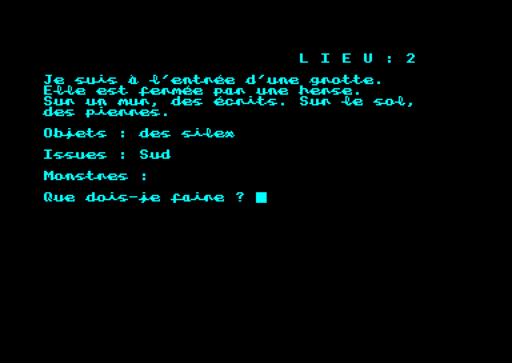 L I E U : 2
Je suis à l'entrée d'une grotte.
Elle est fermée par une herse.
Sur un mur, des écrits. Sur le sol,
des pierres.
Objets : des silex
Issues : Sud
Monstres :
Que dois-je faire ?